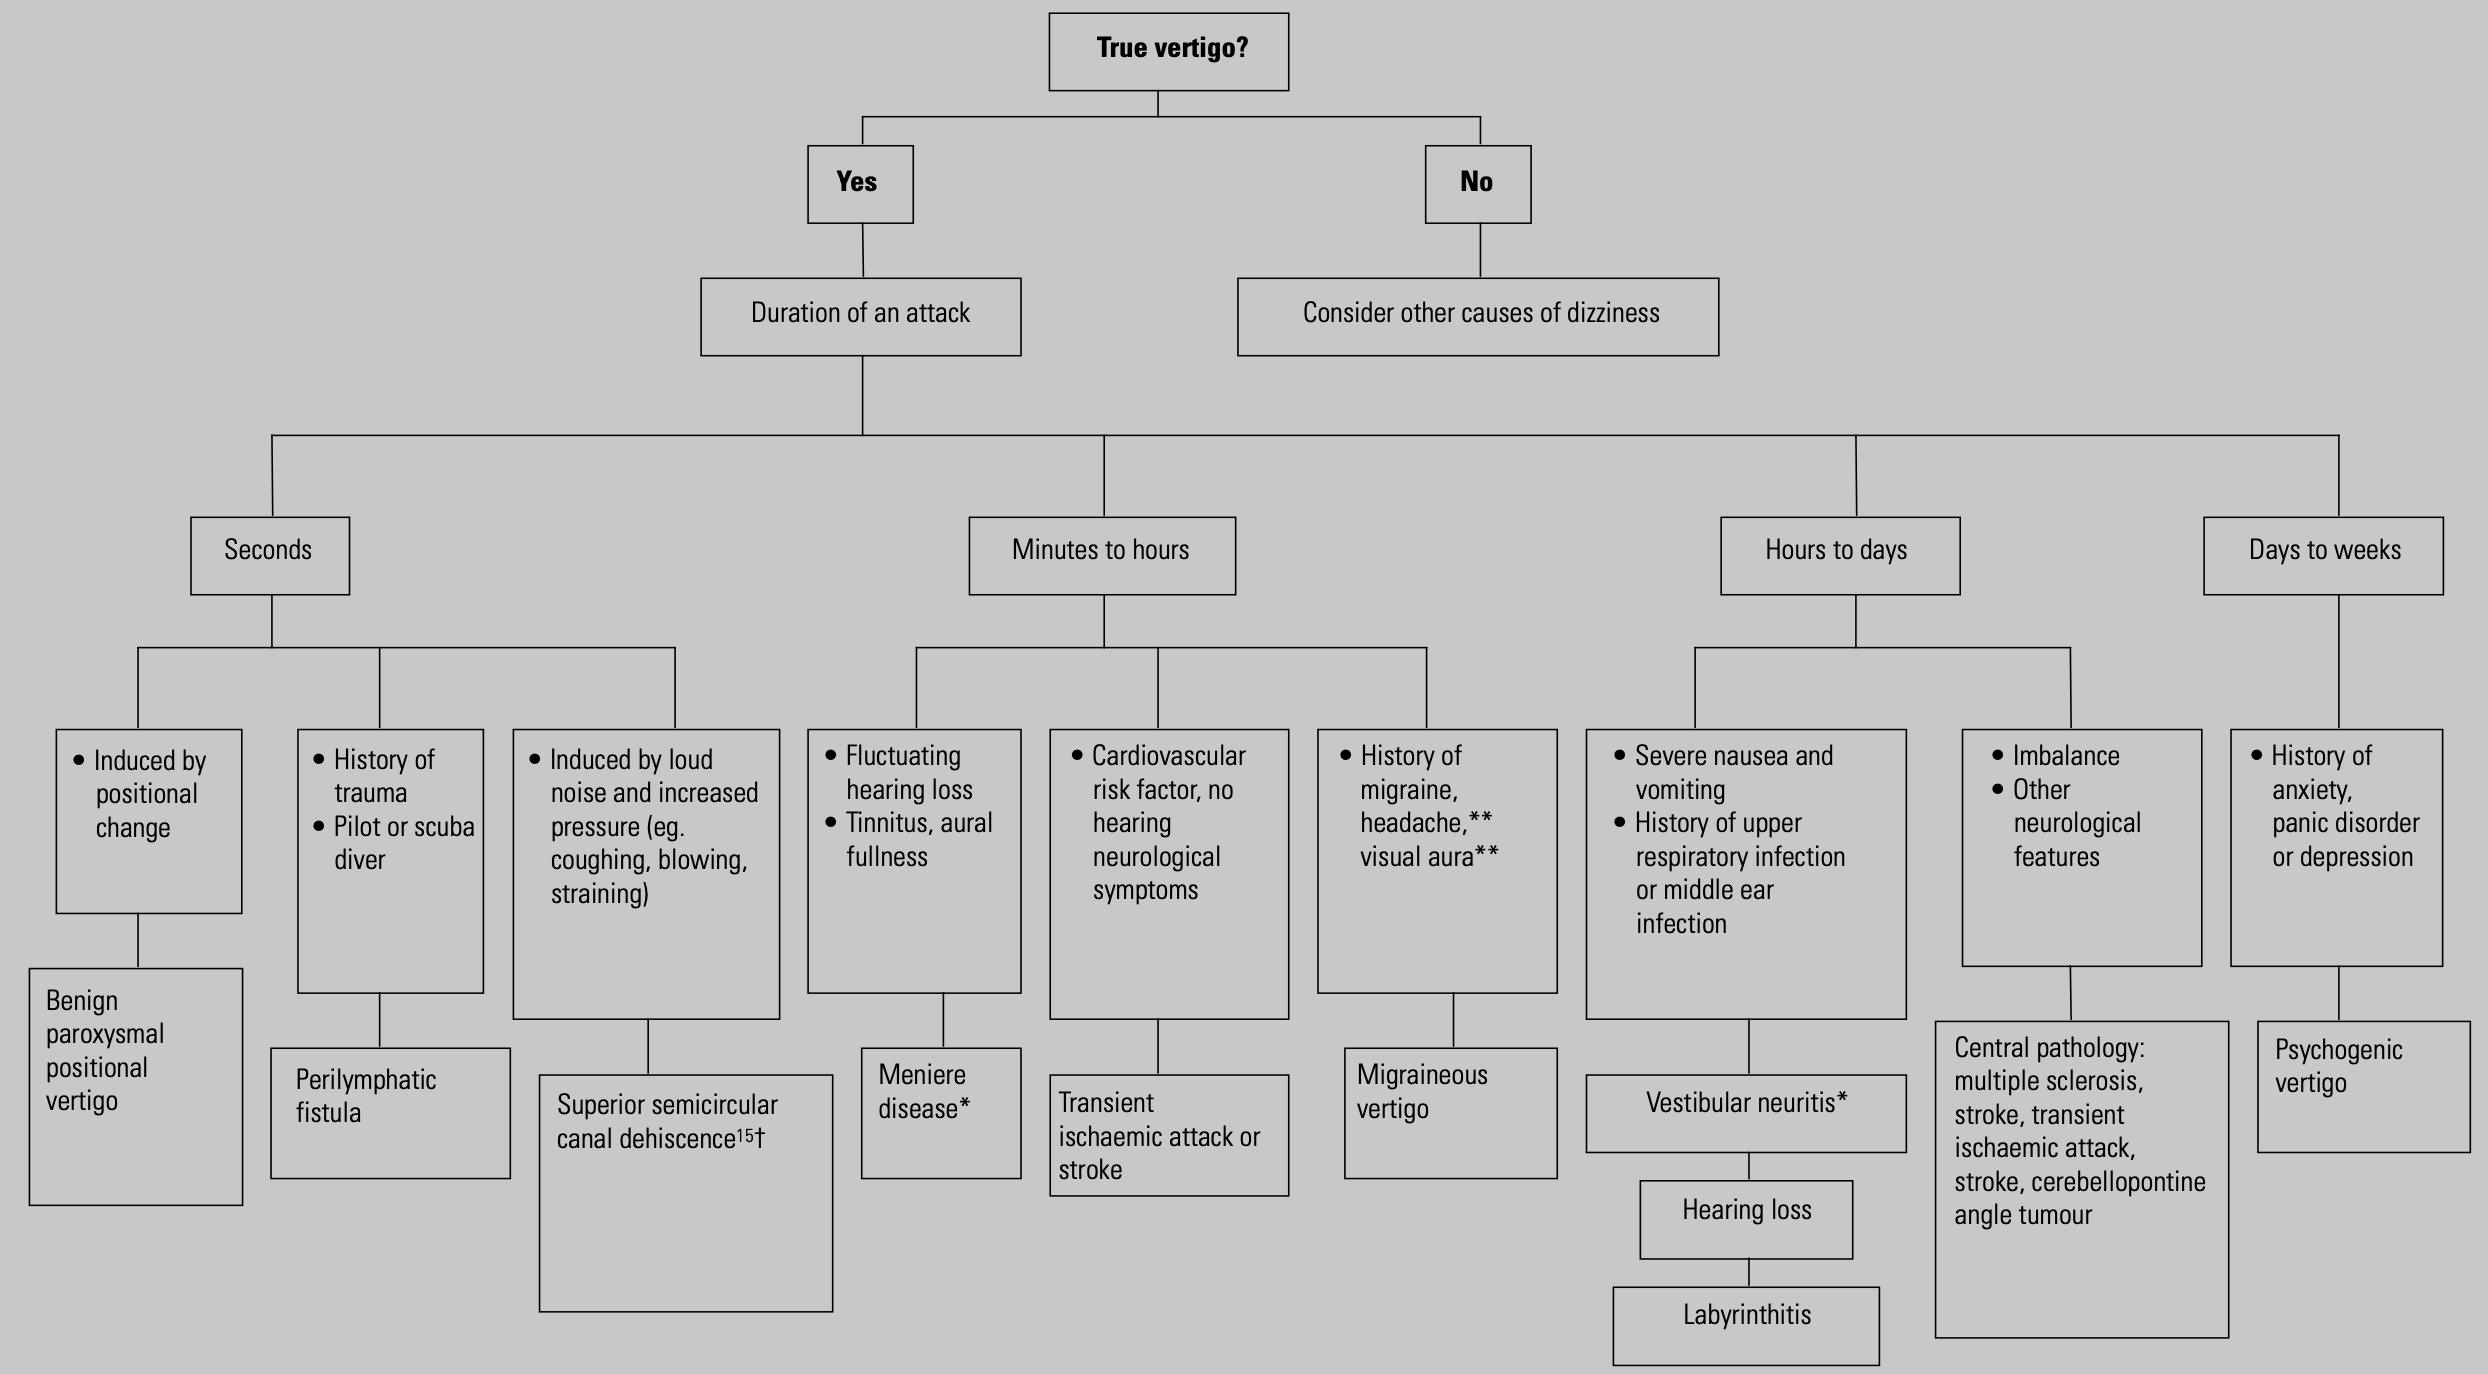 True vertigo?
Yes
No
Duration of an attack
Consider other causes of dizziness
Seconds
Minutes to hours
Hours to days
Days to weeks
• Induced by
positional
change
• History of
trauma
• Pilot or scuba
diver
• Induced by loud
noise and increased
pressure (eg.
coughing, blowing,
straining)
• Fluctuating
hearing loss
• Tinnitus, aural
fullness
• Cardiovascular
risk factor, no
hearing
neurological
symptoms
• History of
migraine,
headache,**
visual aura**
• Severe nausea and
vomiting
• History of upper
respiratory infection
or middle ear
infection
• Imbalance
• Other
neurological
features
• History of
anxiety,
panic disorder
or depression
Benign
paroxysmal
positional
vertigo
Perilymphatic
fistula
Superior semicircular
canal dehiscence¹⁵†
Meniere
disease*
Transient
ischaemic attack or
stroke
Migraineous
vertigo
Vestibular neuritis*
Hearing loss
Labyrinthitis
Central pathology:
multiple sclerosis,
stroke, transient
ischaemic attack,
stroke, cerebellopontine
angle tumour
Psychogenic
vertigo